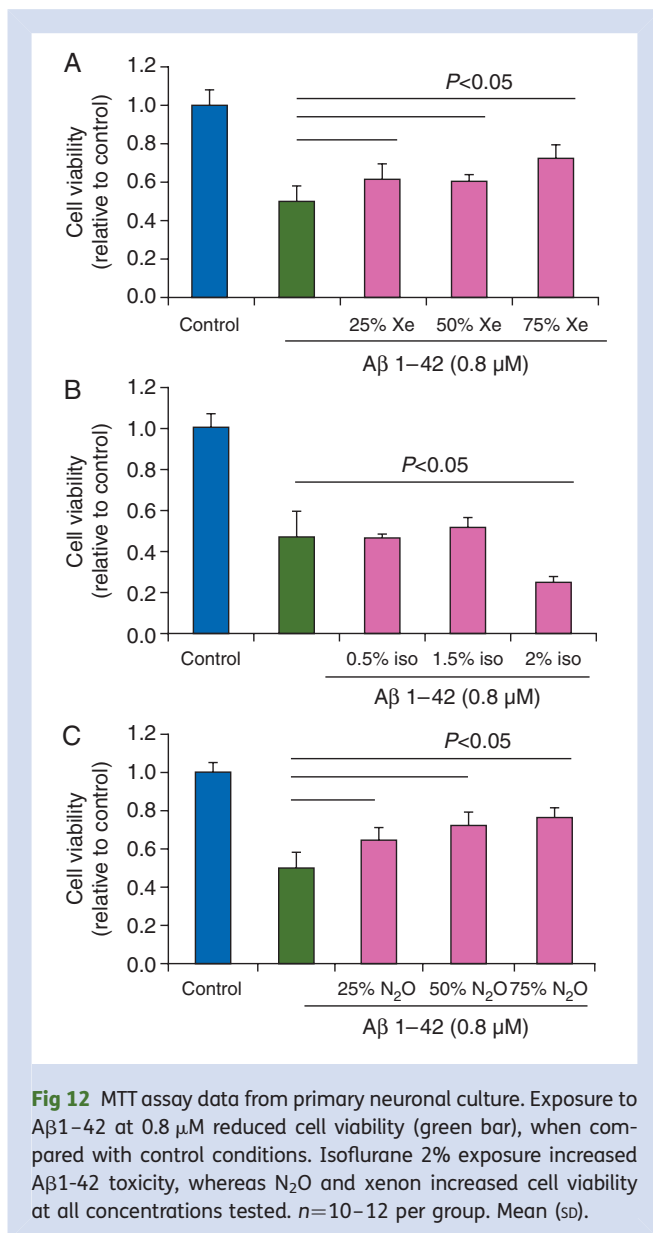 A
Cell viability
(relative to control)
1.2
1.0
0.8
0.6
0.4
0.2
0.0
P<0.05
Control
25% Xe
50% Xe
75% Xe
Aβ 1–42 (0.8 μM)
B
Cell viability
(relative to control)
1.2
1.0
0.8
0.6
0.4
0.2
0.0
P<0.05
Control
0.5% iso
1.5% iso
2% iso
Aβ 1–42 (0.8 μM)
C
Cell viability
(relative to control)
1.2
1.0
0.8
0.6
0.4
0.2
0.0
P<0.05
Control
25% N₂O
50% N₂O
75% N₂O
Aβ 1–42 (0.8 μM)
Fig 12 MTT assay data from primary neuronal culture. Exposure to
Aβ1–42 at 0.8 μM reduced cell viability (green bar), when com-
pared with control conditions. Isoflurane 2% exposure increased
Aβ1-42 toxicity, whereas N₂O and xenon increased cell viability
at all concentrations tested. n=10–12 per group. Mean (SD).